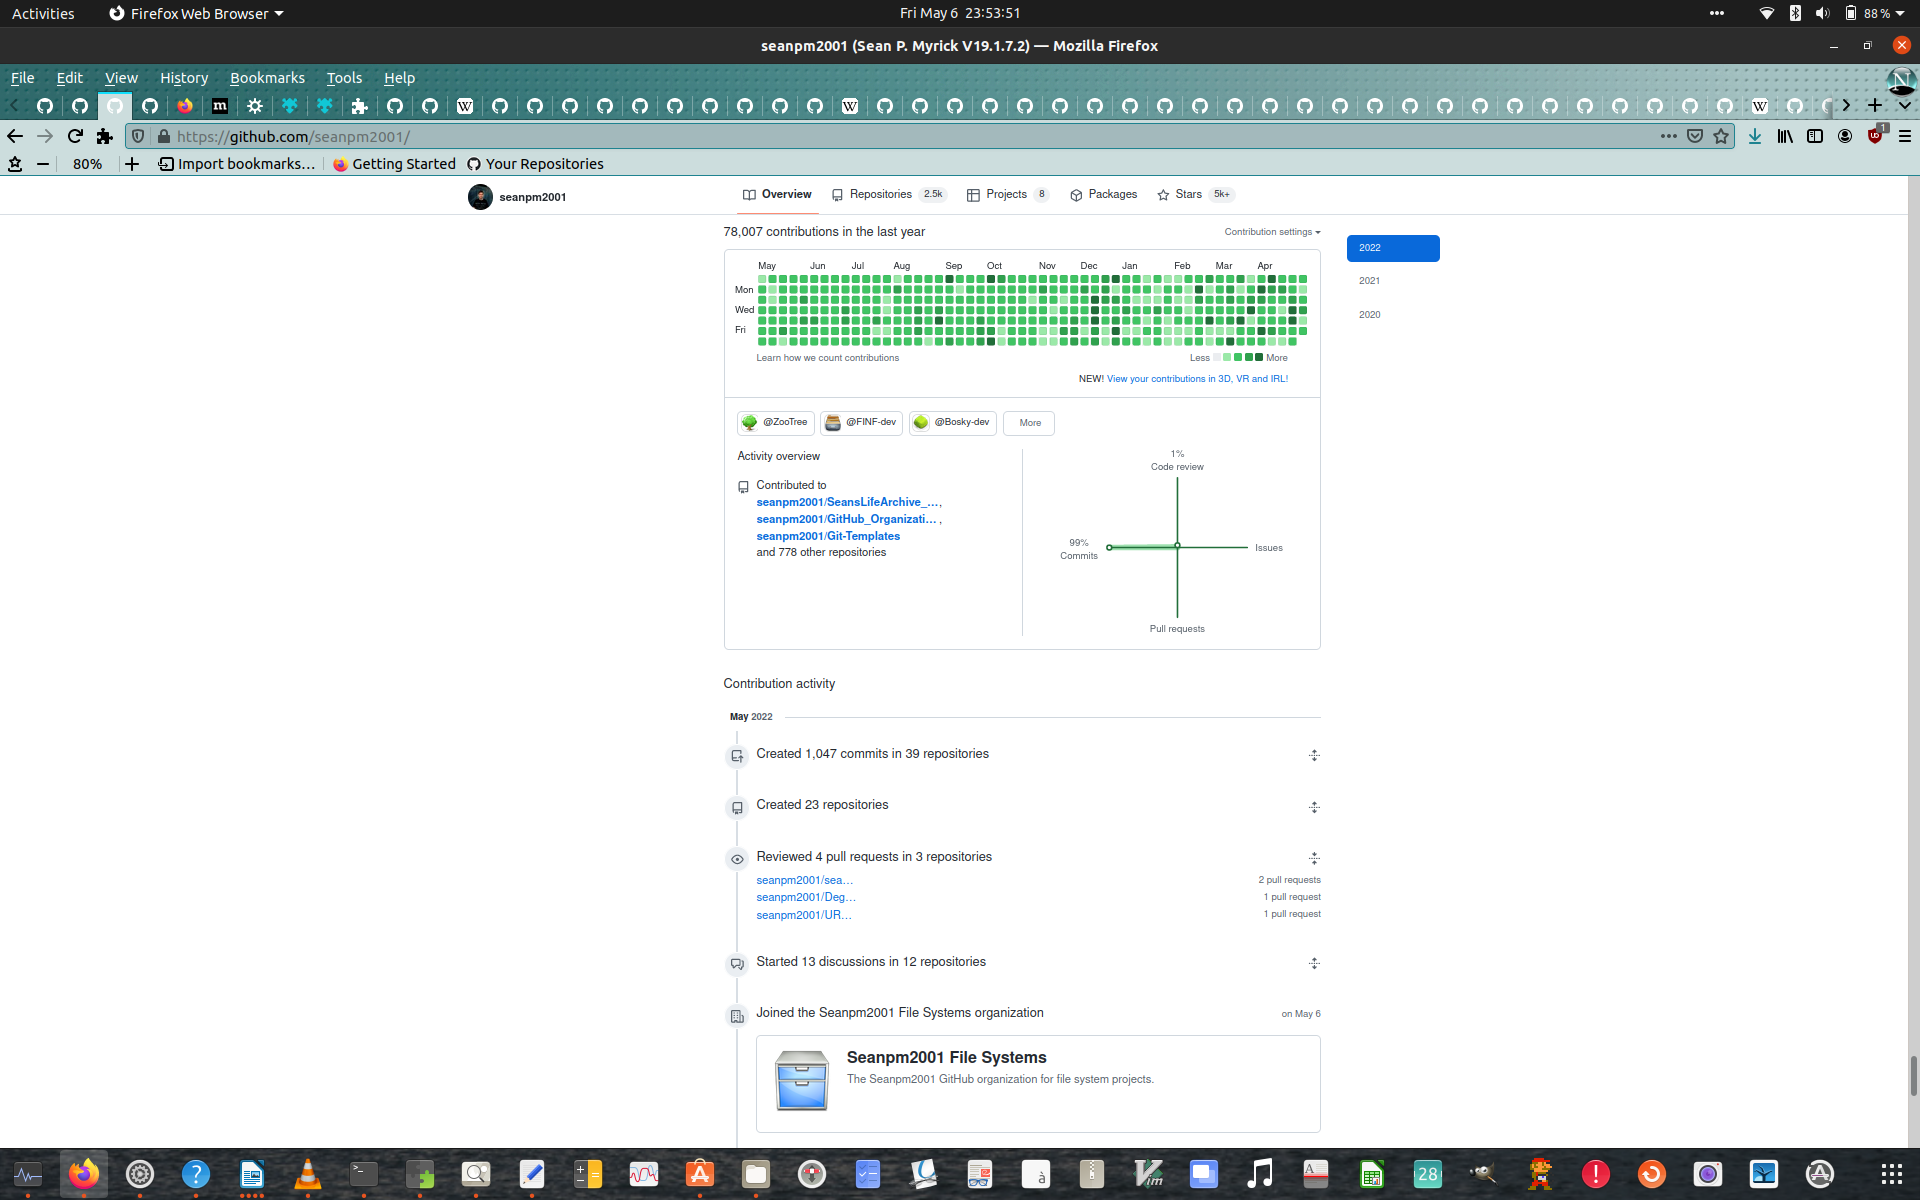 Activities
Firefox Web Browser
Fri May 6 23:53:51
88 %
seanpm2001 (Sean P. Myrick V19.1.7.2) — Mozilla Firefox
File Edit View History Bookmarks Tools Help
https://github.com/seanpm2001/
80%
Import bookmarks...
Getting Started
Your Repositories
seanpm2001
Overview
Repositories 2.5k
Projects 8
Packages
Stars 5k+
78,007 contributions in the last year
Contribution settings
2022
2021
2020
May Jun Jul Aug Sep Oct Nov Dec Jan Feb Mar Apr
Mon
Wed
Fri
Learn how we count contributions
Less More
NEW! View your contributions in 3D, VR and IRL!
@ZooTree
@FINF-dev
@Bosky-dev
More
Activity overview
Contributed to
seanpm2001/SeansLifeArchive_…,
seanpm2001/GitHub_Organizati… ,
seanpm2001/Git-Templates
and 778 other repositories
1%
Code review
99%
Commits
Issues
Pull requests
Contribution activity
May 2022
Created 1,047 commits in 39 repositories
Created 23 repositories
Reviewed 4 pull requests in 3 repositories
seanpm2001/sea… 2 pull requests
seanpm2001/Deg… 1 pull request
seanpm2001/UR… 1 pull request
Started 13 discussions in 12 repositories
Joined the Seanpm2001 File Systems organization
on May 6
Seanpm2001 File Systems
The Seanpm2001 GitHub organization for file system projects.
28